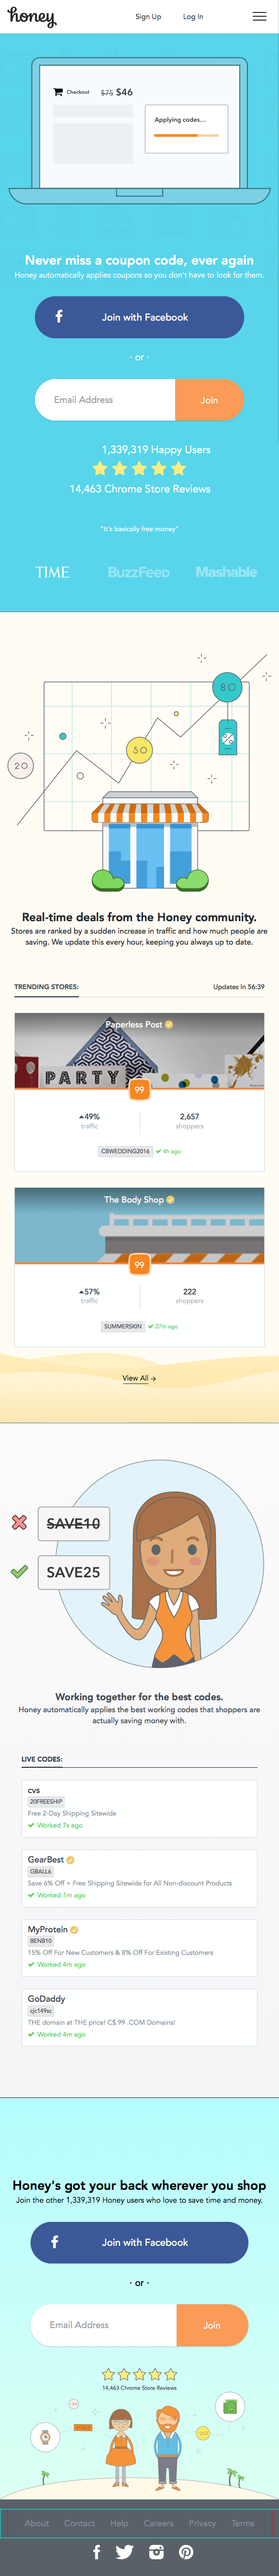 honey
Sign Up
Log In
Checkout $75 $46
Applying codes...
Never miss a coupon code, ever again
Honey automatically applies coupons so you don't have to look for them.
f Join with Facebook
· or ·
Email Address
Join
1,339,319 Happy Users
14,463 Chrome Store Reviews
"It's basically free money"
TIME
BuzzFeed
Mashable
80
50
20
%
Real-time deals from the Honey community.
Stores are ranked by a sudden increase in traffic and how much people are
saving. We update this every hour, keeping you always up to date.
TRENDING STORES:
Updates In 56:39
Paperless Post
PARTY
99
49%
traffic
2,657
shoppers
CBWEDDING2016
4h ago
The Body Shop
99
57%
traffic
222
shoppers
SUMMERSKIN
27m ago
View All
SAVE10
SAVE25
Working together for the best codes.
Honey automatically applies the best working codes that shoppers are
actually saving money with.
LIVE CODES:
cvs
20FREESHIP
Free 2-Day Shipping Sitewide
Worked 7s ago
GearBest
GBALL6
Save 6% Off + Free Shipping Sitewide for All Non-discount Products
Worked 1m ago
MyProtein
BENB10
15% Off For New Customers & 8% Off For Existing Customers
Worked 4m ago
GoDaddy
cjc149sc
THE domain at THE price! C$.99 .COM Domains!
Worked 4m ago
Honey's got your back wherever you shop
Join the other 1,339,319 Honey users who love to save time and money.
f Join with Facebook
· or ·
Email Address
Join
14,463 Chrome Store Reviews
About
Contact
Help
Careers
Privacy
Terms